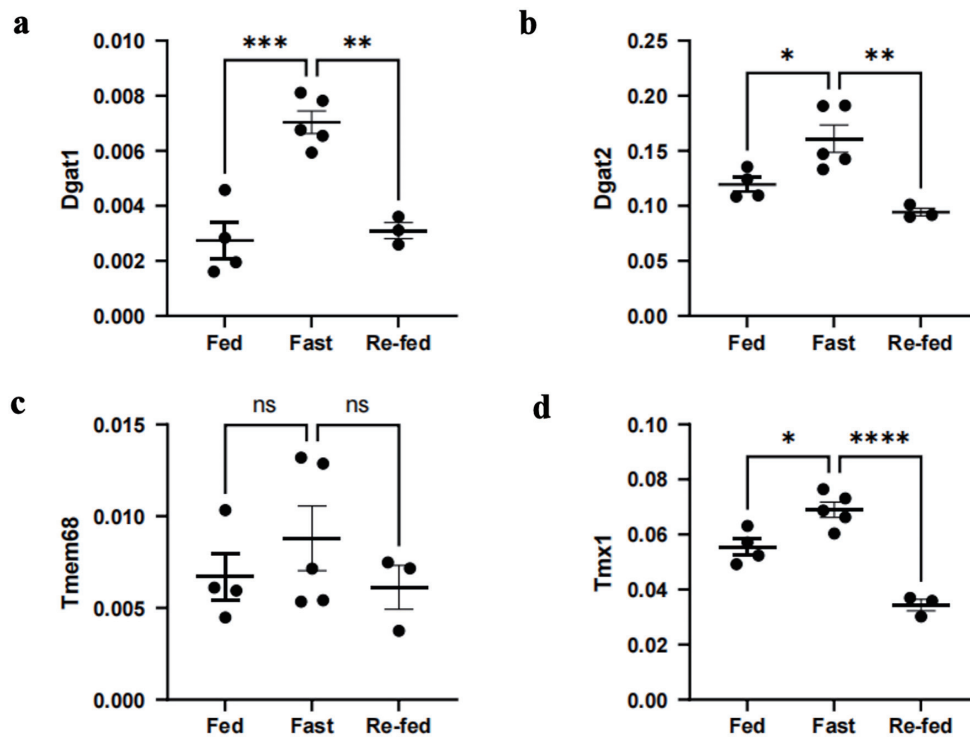 a
0.010
0.008
0.006
0.004
0.002
0.000
Dgat1
*** **
Fed Fast Re-fed
b
0.25
0.20
0.15
0.10
0.05
0.00
Dgat2
* **
Fed Fast Re-fed
c
0.015
0.010
0.005
0.000
Tmem68
ns ns
Fed Fast Re-fed
d
0.10
0.08
0.06
0.04
0.02
0.00
Tmx1
* ****
Fed Fast Re-fed